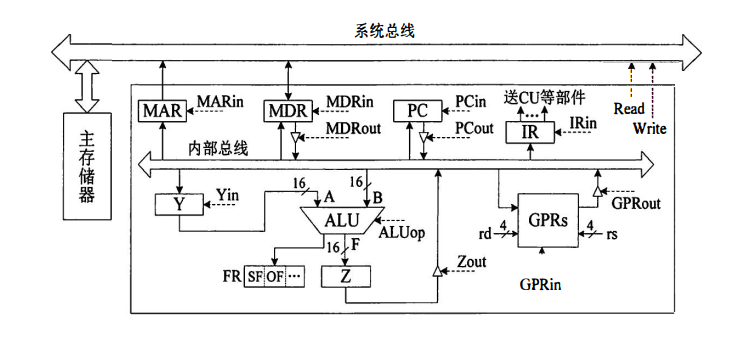 系统总线
主存储器
MAR
MARin
MDR
MDRin
MDRout
PC
PCin
PCout
送CU等部件
...
IR
IRin
Read
Write
内部总线
Y
Yin
16
A
16
B
ALU
ALUop
16
F
FR
SF
OF
...
Z
Zout
GPRs
GPRout
rd
4
4
rs
GPRin